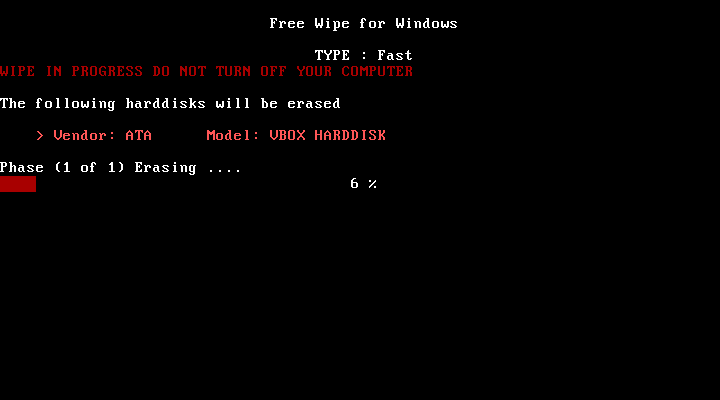 Free Wipe for Windows
TYPE : Fast
WIPE IN PROGRESS DO NOT TURN OFF YOUR COMPUTER
The following harddisks will be erased
> Vendor: ATA Model: VBOX HARDDISK
Phase (1 of 1) Erasing ....
6 %